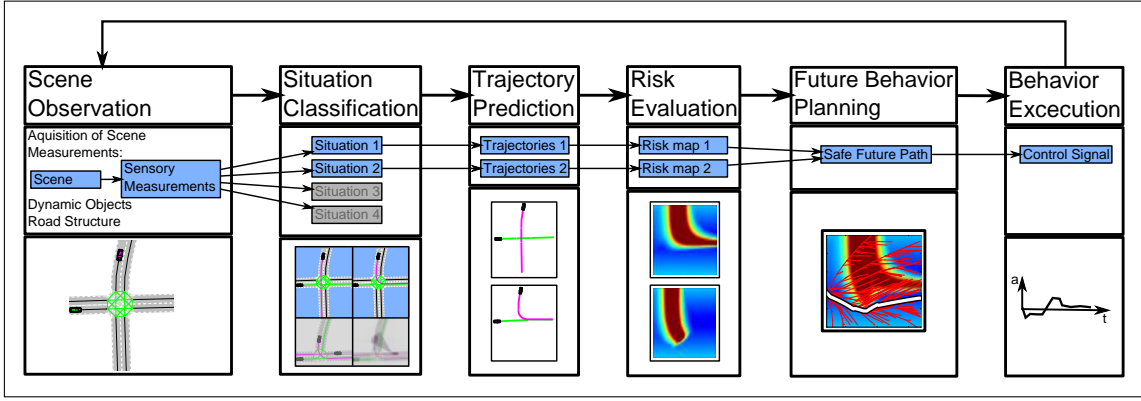 Scene
Observation
Situation
Classification
Trajectory
Prediction
Risk
Evaluation
Future Behavior
Planning
Behavior
Excecution
Aquisition of Scene
Measurements:
Scene
Sensory
Measurements
Dynamic Objects
Road Structure
Situation 1
Situation 2
Situation 3
Situation 4
Trajectories 1
Trajectories 2
Risk map 1
Risk map 2
Safe Future Path
Control Signal
a
t